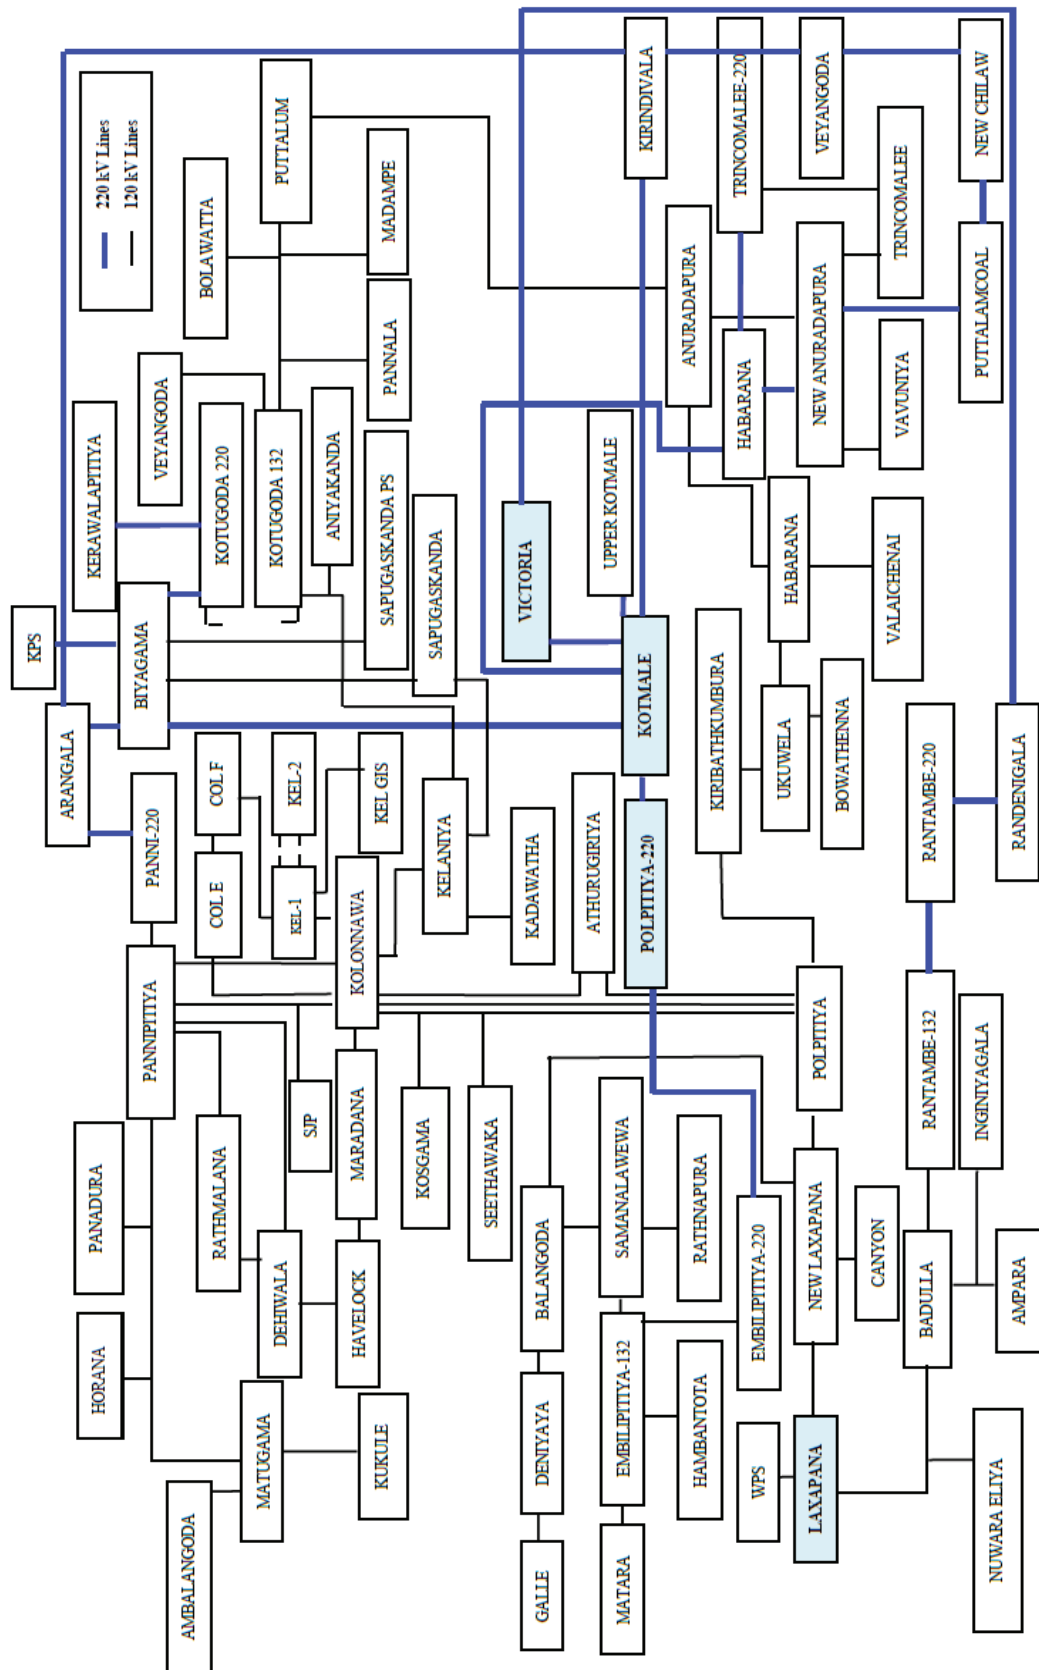 KPS
ARANGALA
220 kV Lines
120 kV Lines
HORANA
PANADURA
KERAWALAPITIYA
PANNIPITIYA
PANNI-220
BIYAGAMA
VEYANGODA
AMBALANGODA
BOLAWATTA
RATHMALANA
COL E
COL F
KOTUGODA 220
MATUGAMA
DEHIWALA
KOTUGODA 132
PUTTALUM
KEL-1
KEL-2
SJP
ANIYAKANDA
HAVELOCK
MARADANA
KOLONNAWA
KUKULE
KEL GIS
SAPUGASKANDA PS
PANNALA
MADAMPE
KOSGAMA
KELANIYA
SAPUGASKANDA
SEETHAWAKA
KADAWATHA
VICTORIA
GALLE
DENIYAYA
BALANGODA
ATHURUGIRIYA
UPPER KOTMALE
MATARA
EMBILIPITIYA-132
SAMANALAWEWA
POLPITIYA-220
KOTMALE
KIRINDIVALA
HAMBANTOTA
RATHNAPURA
KIRIBATHKUMBURA
ANURADAPURA
WPS
EMBILIPITIYA-220
HABARANA
TRINCOMALEE-220
LAXAPANA
NEW LAXAPANA
POLPITIYA
UKUWELA
HABARANA
NEW ANURADAPURA
VEYANGODA
CANYON
BOWATHENNA
VALAICHENAI
VAVUNIYA
TRINCOMALEE
BADULLA
RANTAMBE-132
RANTAMBE-220
NUWARA ELIYA
INGINIYAGALA
PUTTALAMCOAL
NEW CHILAW
AMPARA
RANDENIGALA